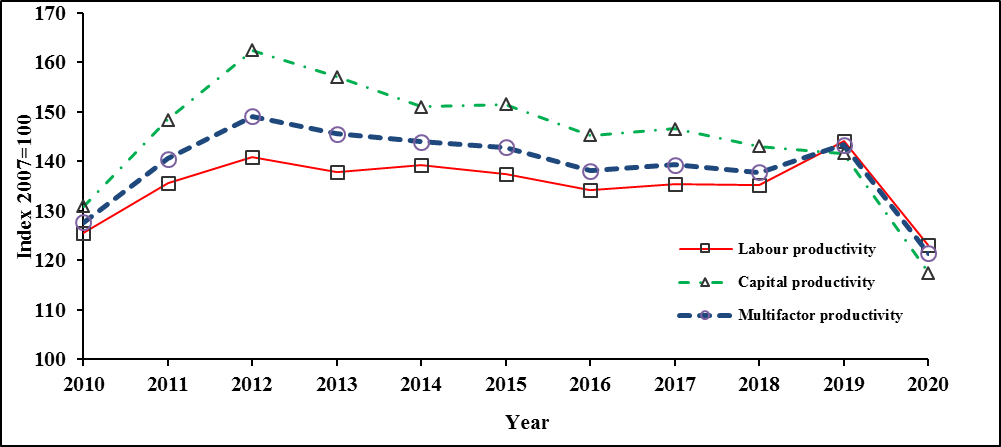 170
160
150
140
130
120
110
100
Index 2007=100
Labour productivity
Capital productivity
Multifactor productivity
2010 2011 2012 2013 2014 2015 2016 2017 2018 2019 2020
Year